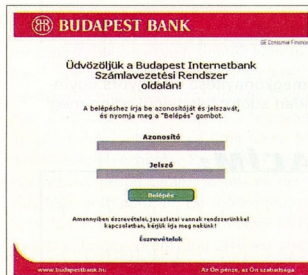 BUDAPEST BANK
GE Consumer Finance
Üdvözöljük a Budapest Internetbank
Számlavezetési Rendszer
oldalán!
A belépéshez írja be azonosítóját és jelszavát,
és nyomja meg a "Belépés" gombot.
Azonosító
Jelszó
Belépés
Amennyiben észrevételei, javaslatai vannak rendszerünkkel
kapcsolatban, kérjük írja meg nekünk!
Észrevételek
www.budapestbank.hu
Az Ön pénze, az Ön szabadsága